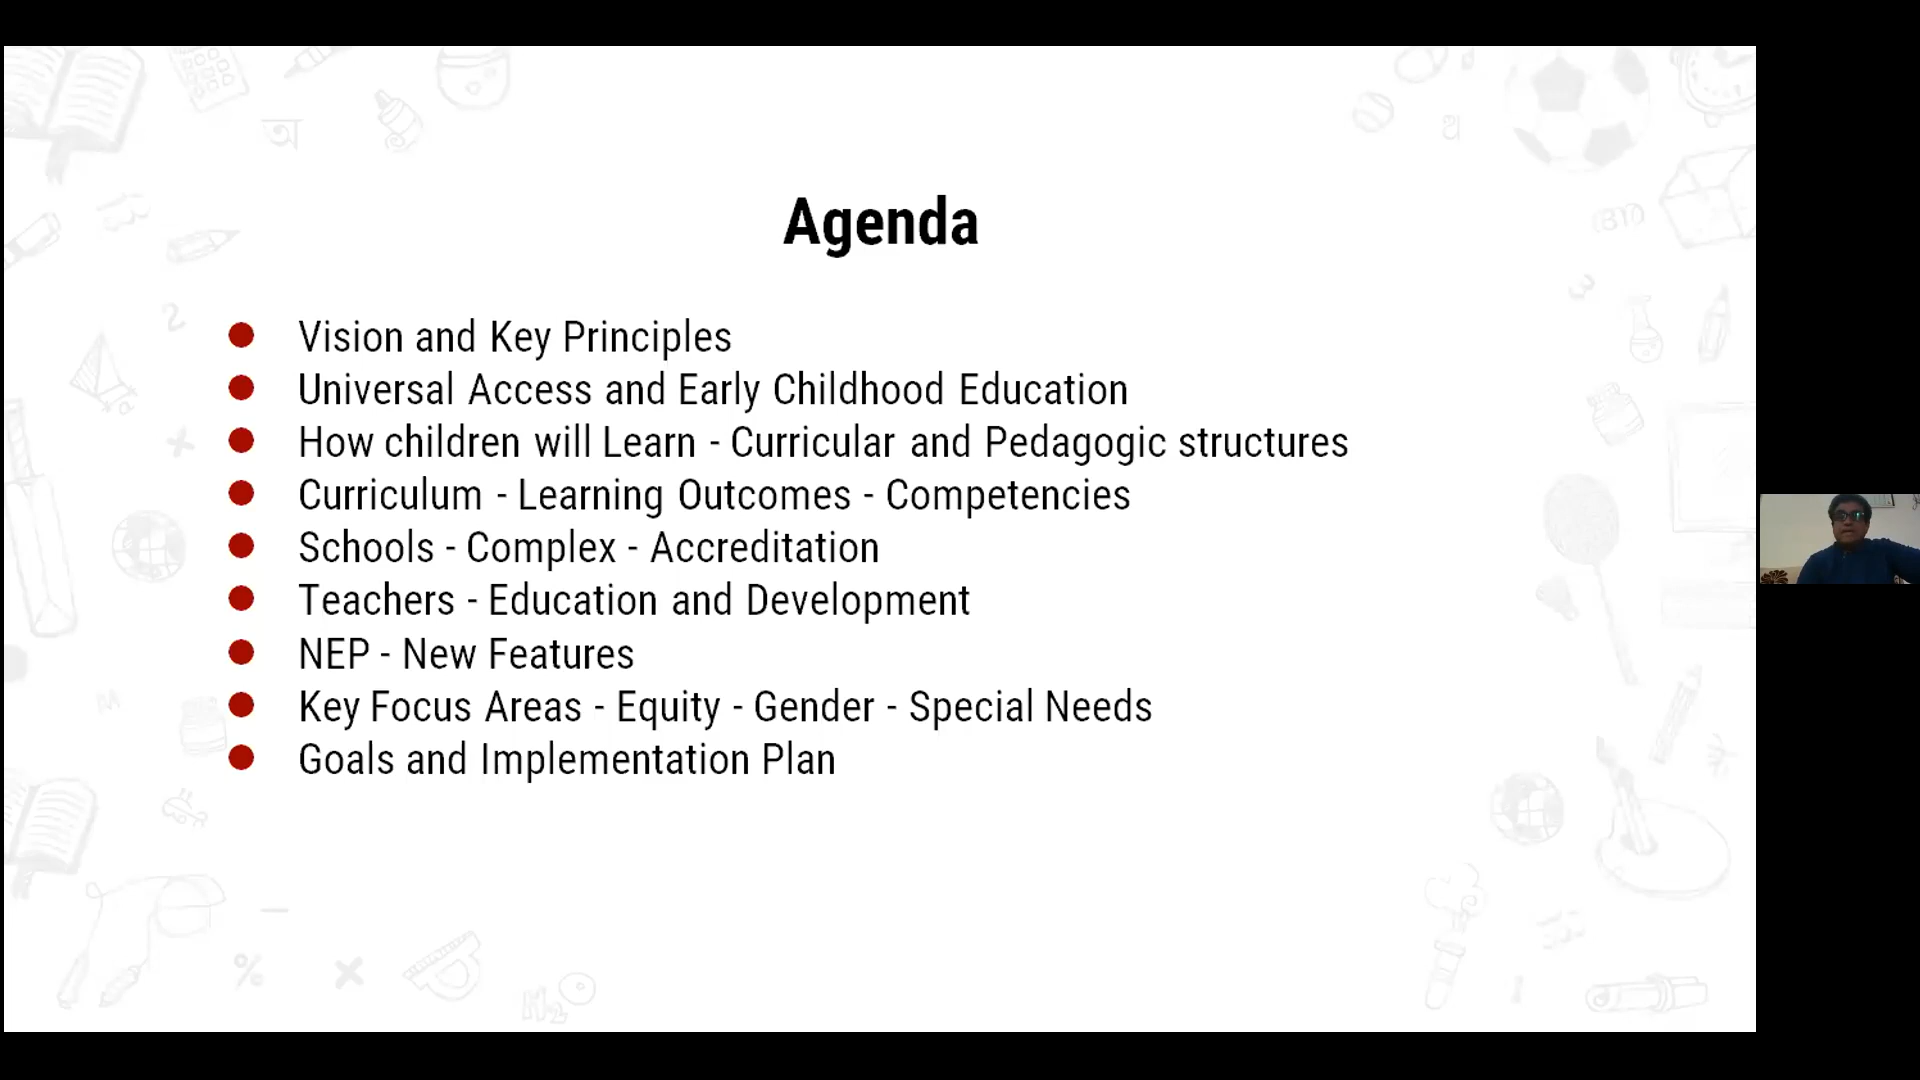 Agenda
Vision and Key Principles
Universal Access and Early Childhood Education
How children will Learn - Curricular and Pedagogic structures
Curriculum - Learning Outcomes - Competencies
Schools - Complex - Accreditation
Teachers - Education and Development
NEP - New Features
Key Focus Areas - Equity - Gender - Special Needs
Goals and Implementation Plan